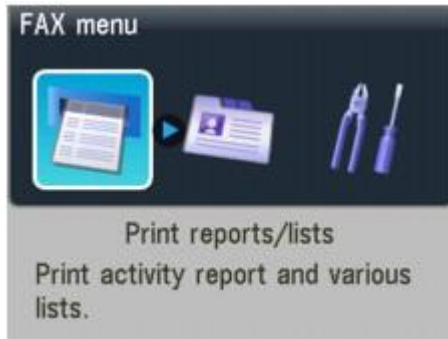 FAX menu
Print reports/lists
Print activity report and various
lists.